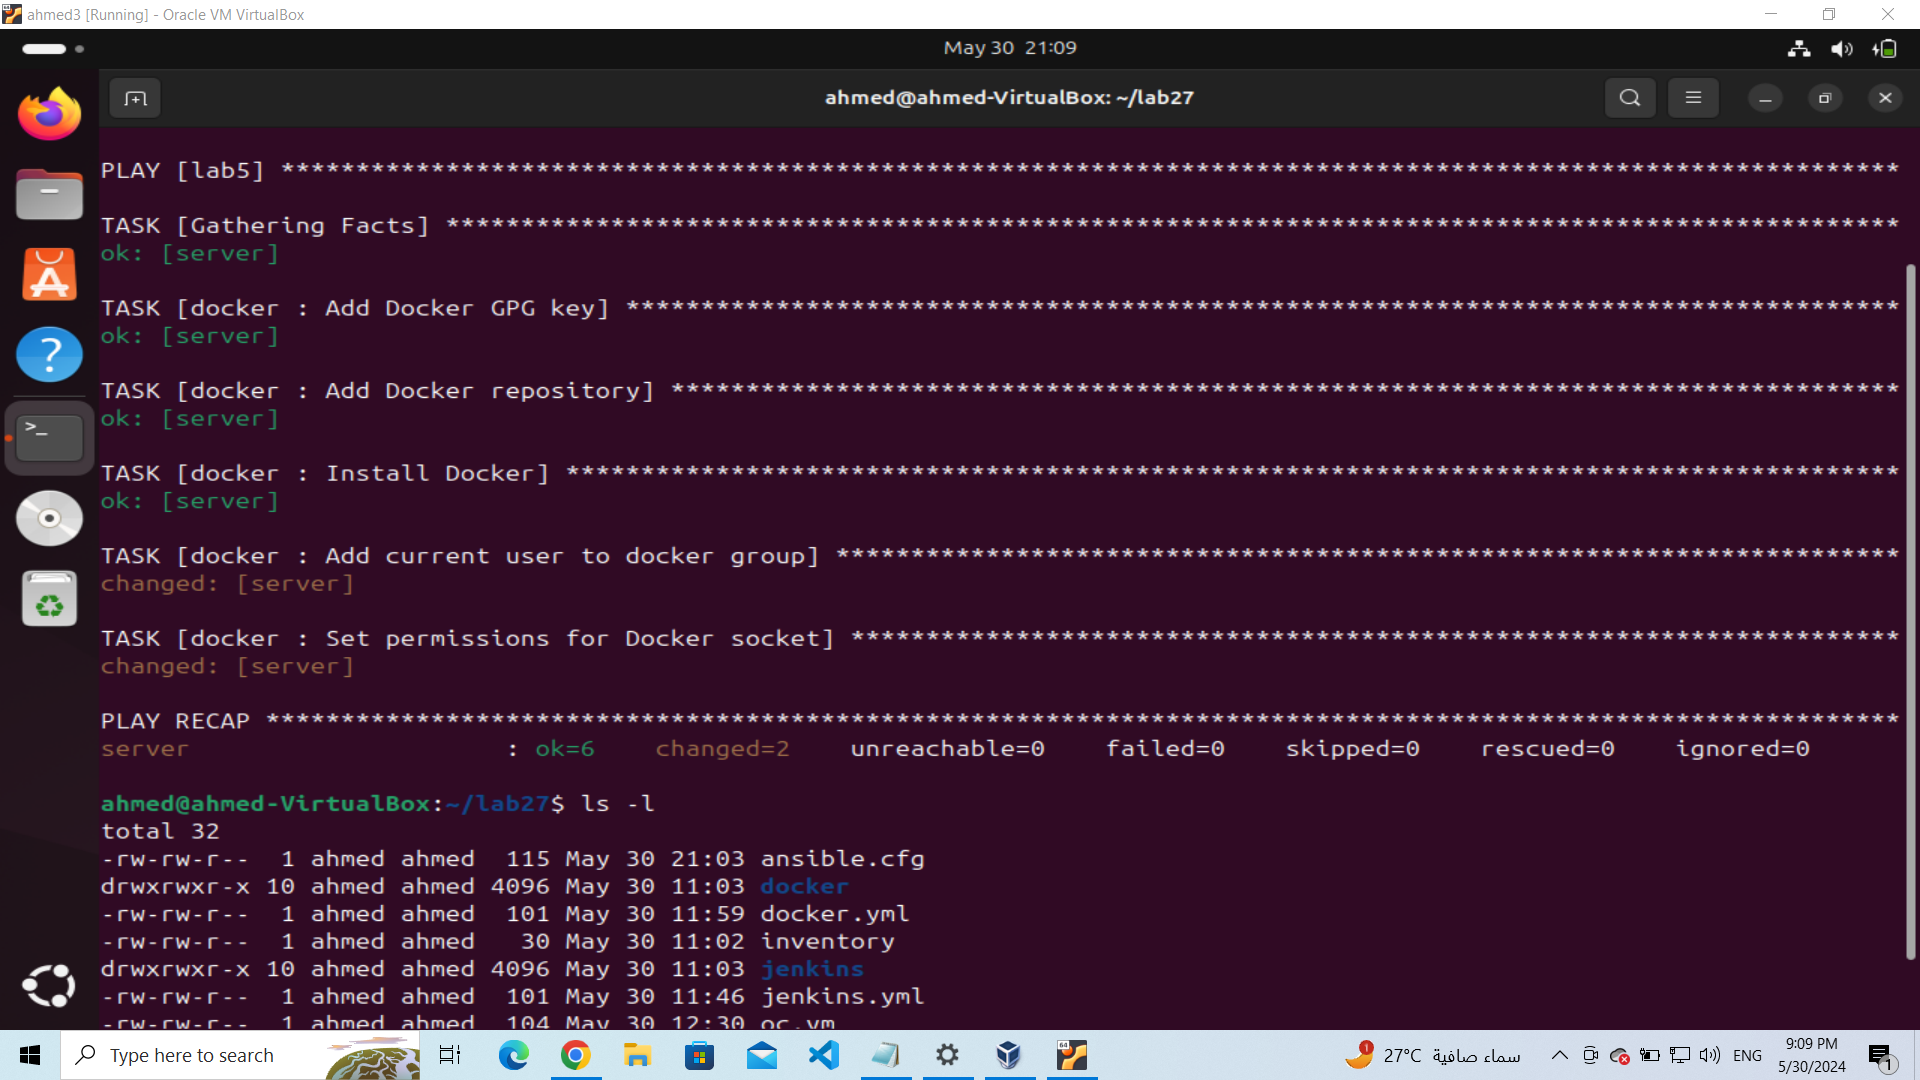 ahmed3 [Running] - Oracle VM VirtualBox
May 30 21:09
ahmed@ahmed-VirtualBox: ~/lab27
PLAY [lab5] ************************************************************************************************************
TASK [Gathering Facts] *************************************************************************************************
ok: [server]
TASK [docker : Add Docker GPG key] *************************************************************************************
ok: [server]
TASK [docker : Add Docker repository] **********************************************************************************
ok: [server]
TASK [docker : Install Docker] *****************************************************************************************
ok: [server]
TASK [docker : Add current user to docker group] ***********************************************************************
changed: [server]
TASK [docker : Set permissions for Docker socket] **********************************************************************
changed: [server]
PLAY RECAP *************************************************************************************************************
server : ok=6 changed=2 unreachable=0 failed=0 skipped=0 rescued=0 ignored=0
ahmed@ahmed-VirtualBox:~/lab27$ ls -l
total 32
-rw-rw-r-- 1 ahmed ahmed 115 May 30 21:03 ansible.cfg
drwxrwxr-x 10 ahmed ahmed 4096 May 30 11:03 docker
-rw-rw-r-- 1 ahmed ahmed 101 May 30 11:59 docker.yml
-rw-rw-r-- 1 ahmed ahmed 30 May 30 11:02 inventory
drwxrwxr-x 10 ahmed ahmed 4096 May 30 11:03 jenkins
-rw-rw-r-- 1 ahmed ahmed 101 May 30 11:46 jenkins.yml
-rw-rw-r-- 1 ahmed ahmed 104 May 30 12:30
Type here to search
1
27°C سماء صافية
ENG
9:09 PM
5/30/2024
1